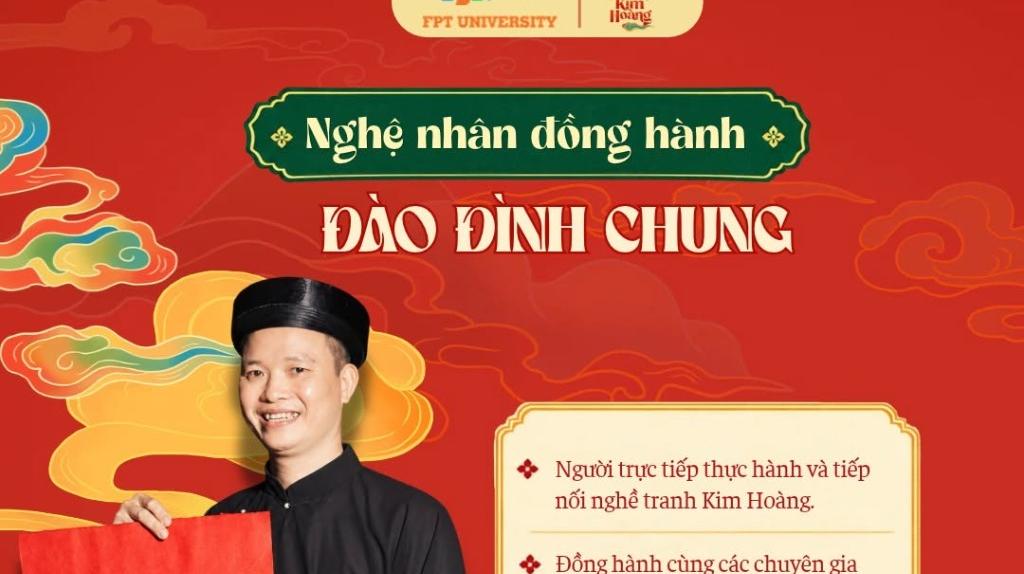 FPT UNIVERSITY
Kim
Hoàng
Nghệ nhân đồng hành
ĐÀO ĐÌNH CHUNG
Người trực tiếp thực hành và tiếp
nối nghề tranh Kim Hoàng.
Đồng hành cùng các chuyên gia